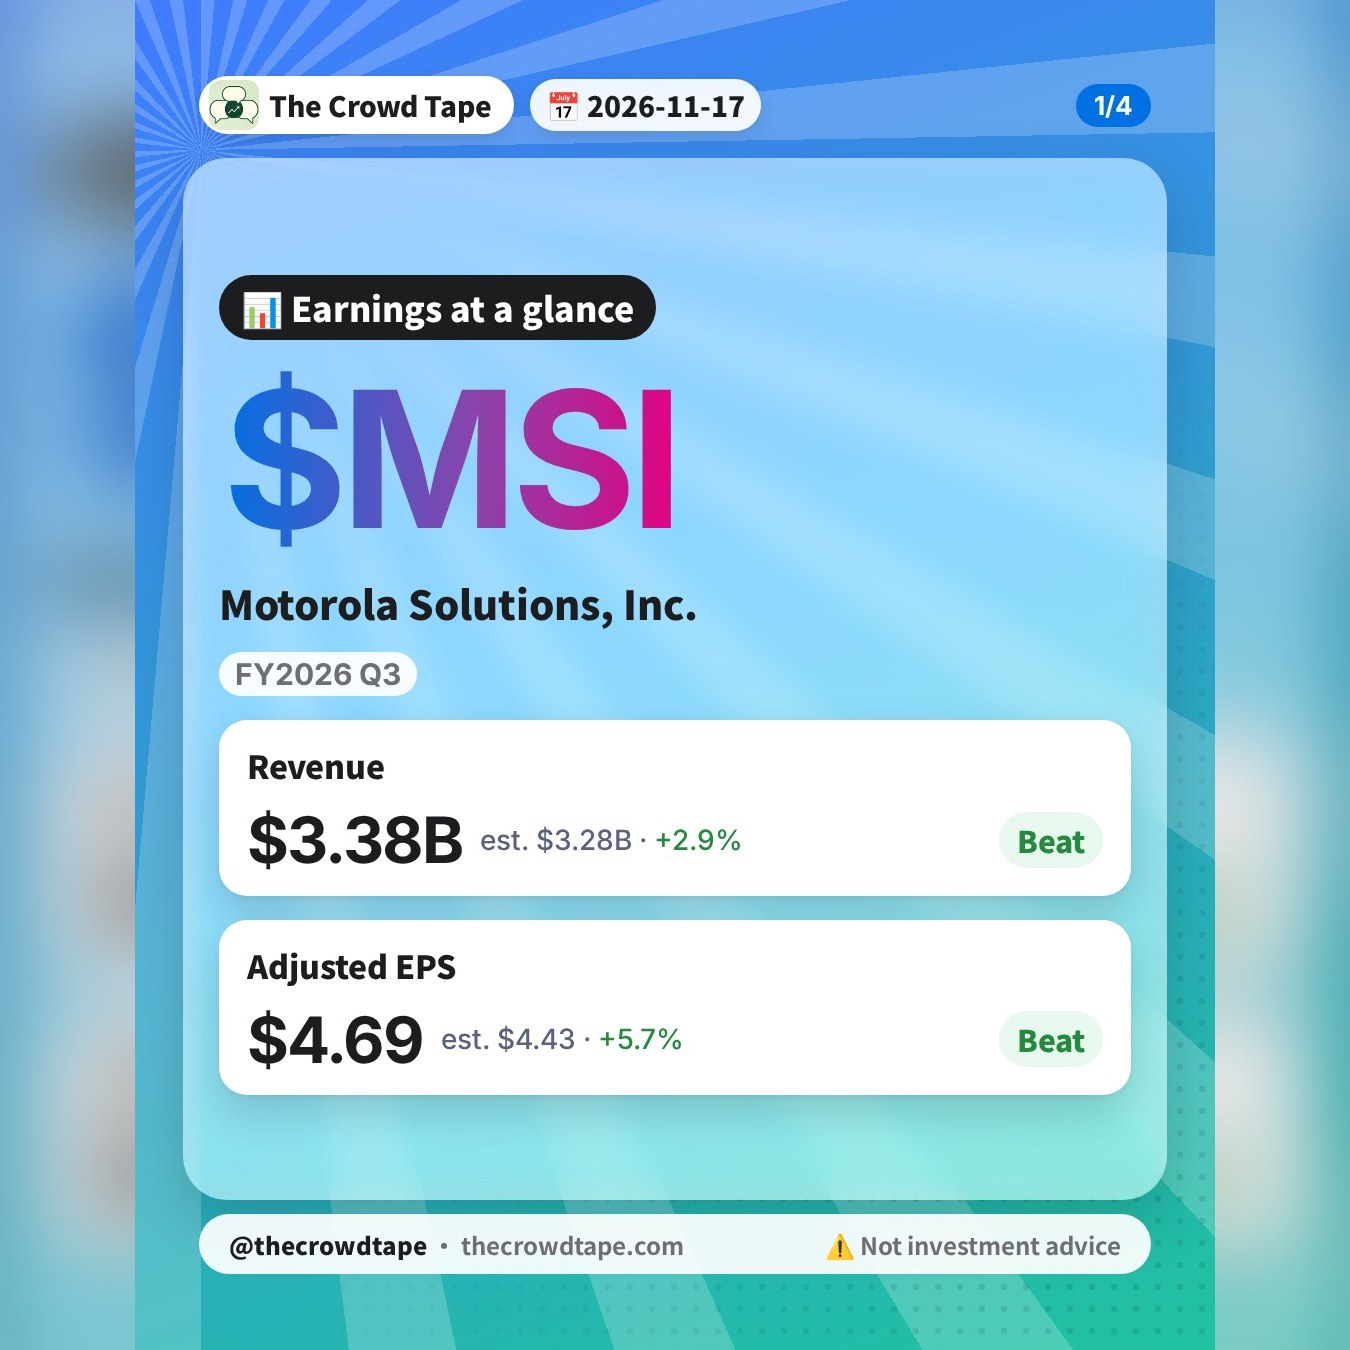 The Crowd Tape
📅 2026-11-17
1/4
📊 Earnings at a glance
$MSI
Motorola Solutions, Inc.
FY2026 Q3
Revenue
$3.38B est. $3.28B · +2.9%
Beat
Adjusted EPS
$4.69 est. $4.43 · +5.7%
Beat
@thecrowdtape • thecrowdtape.com
⚠️ Not investment advice